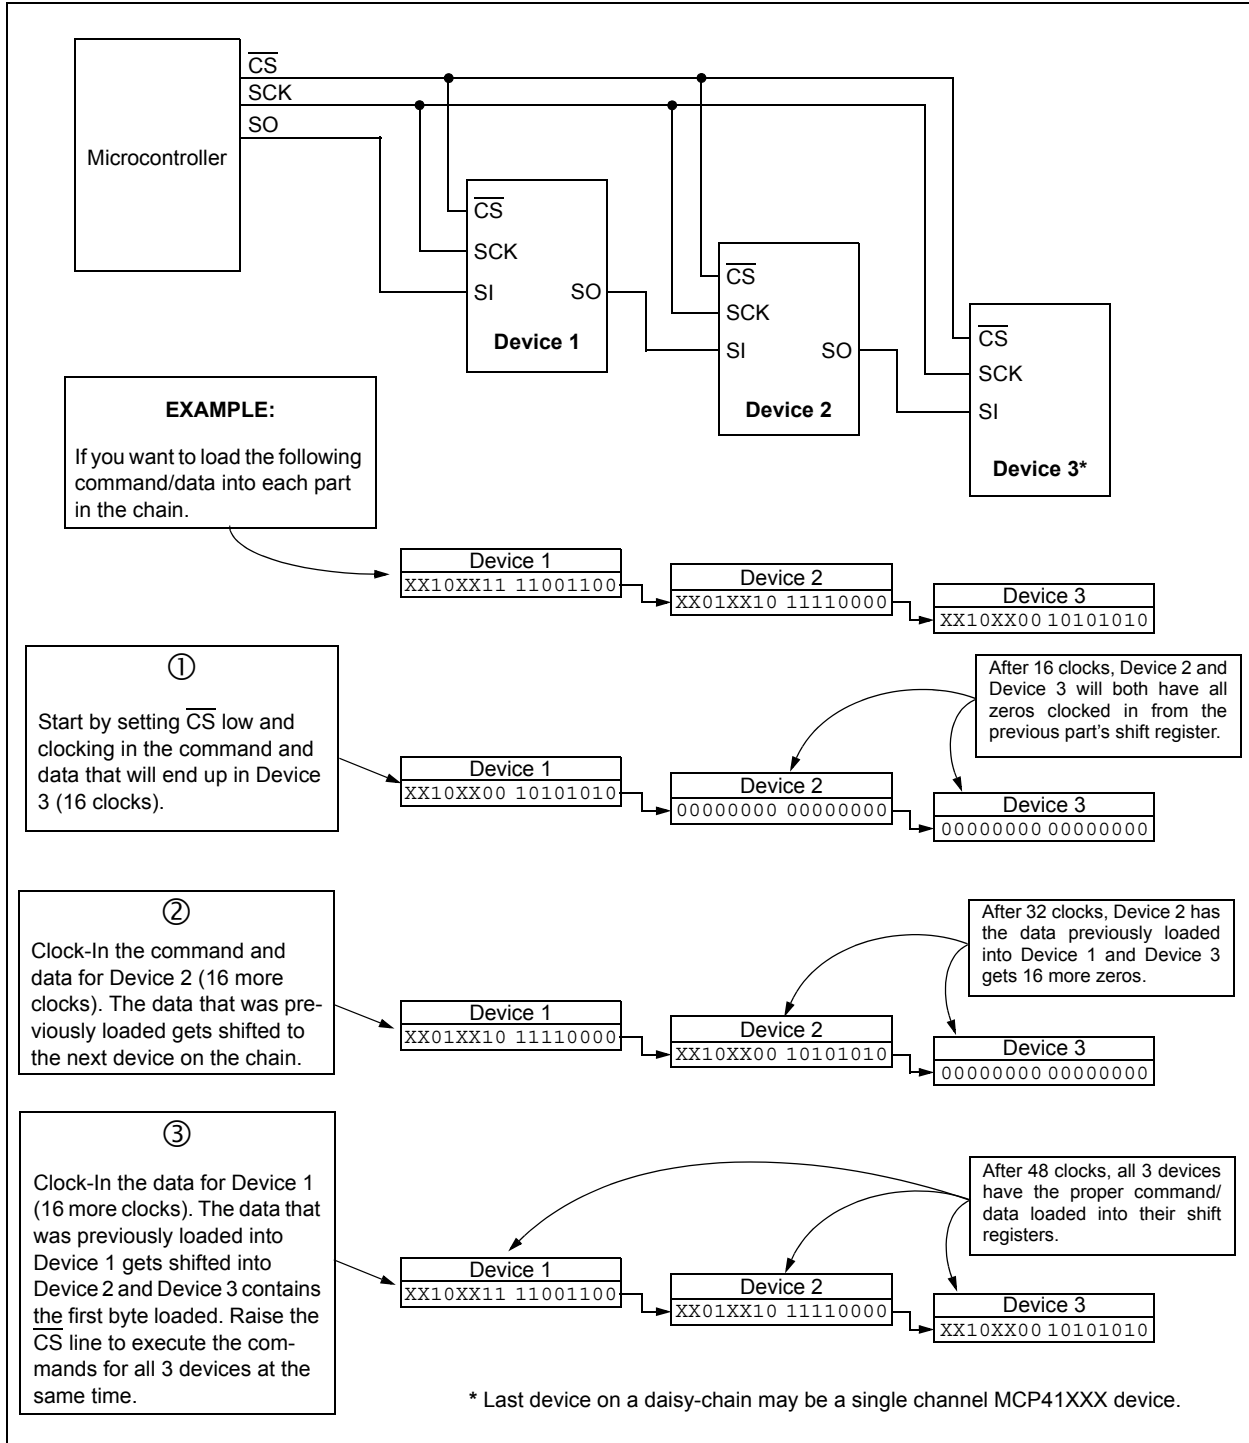 CS
SCK
SO
Microcontroller
CS
SCK
SI SO
Device 1
CS
SCK
SI SO
Device 2
CS
SCK
SI
Device 3*
EXAMPLE:
If you want to load the following
command/data into each part
in the chain.
Device 1
XX10XX11 11001100
Device 2
XX01XX10 11110000
Device 3
XX10XX00 10101010
①
Start by setting CS low and
clocking in the command and
data that will end up in Device
3 (16 clocks).
After 16 clocks, Device 2 and
Device 3 will both have all
zeros clocked in from the
previous part's shift register.
Device 1
XX10XX00 10101010
Device 2
00000000 00000000
Device 3
00000000 00000000
②
Clock-In the command and
data for Device 2 (16 more
clocks). The data that was pre-
viously loaded gets shifted to
the next device on the chain.
After 32 clocks, Device 2 has
the data previously loaded
into Device 1 and Device 3
gets 16 more zeros.
Device 1
XX01XX10 11110000
Device 2
XX10XX00 10101010
Device 3
00000000 00000000
③
Clock-In the data for Device 1
(16 more clocks). The data that
was previously loaded into
Device 1 gets shifted into
Device 2 and Device 3 contains
the first byte loaded. Raise the
CS line to execute the com-
mands for all 3 devices at the
same time.
After 48 clocks, all 3 devices
have the proper command/
data loaded into their shift
registers.
Device 1
XX10XX11 11001100
Device 2
XX01XX10 11110000
Device 3
XX10XX00 10101010
* Last device on a daisy-chain may be a single channel MCP41XXX device.